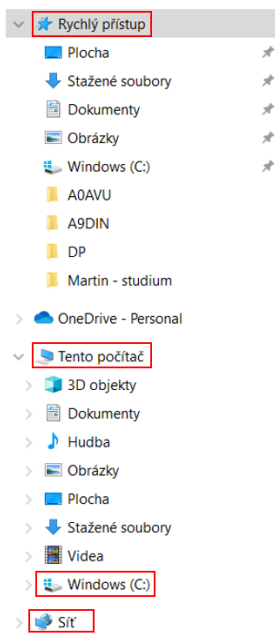 Rychlý přístup
Plocha
Stažené soubory
Dokumenty
Obrázky
Windows (C:)
A0AVU
A9DIN
DP
Martin - studium
OneDrive - Personal
Tento počítač
3D objekty
Dokumenty
Hudba
Obrázky
Plocha
Stažené soubory
Videa
Windows (C:)
Síť